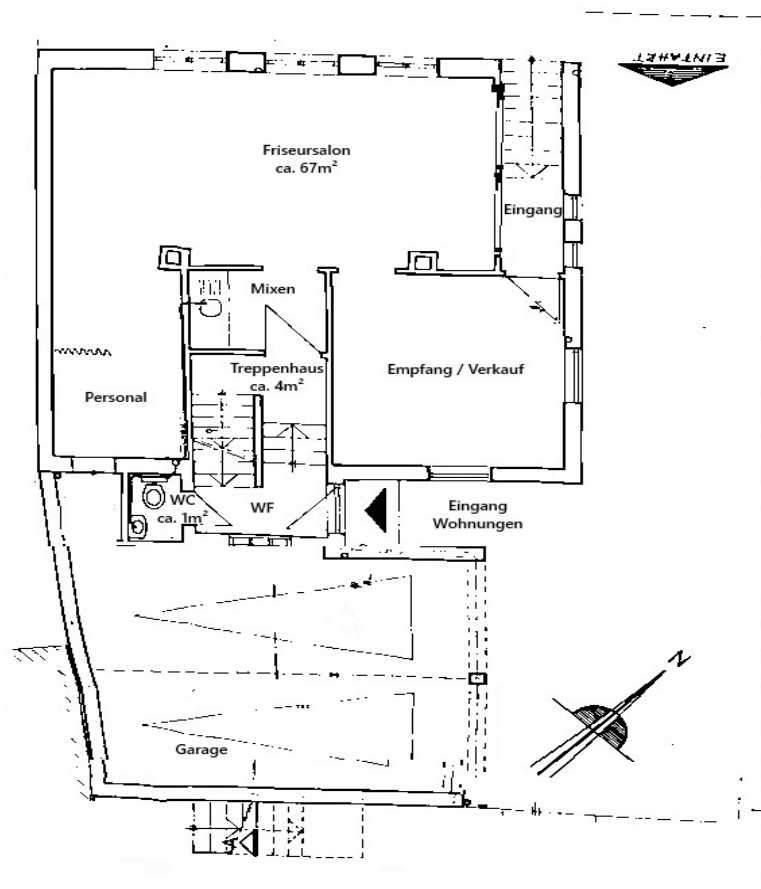 EINFAHRT
Friseursalon
ca. 67m²
Eingang
Mixen
Treppenhaus
ca. 4m²
Empfang / Verkauf
Personal
WC
ca. 1m²
WF
Eingang
Wohnungen
N
Garage